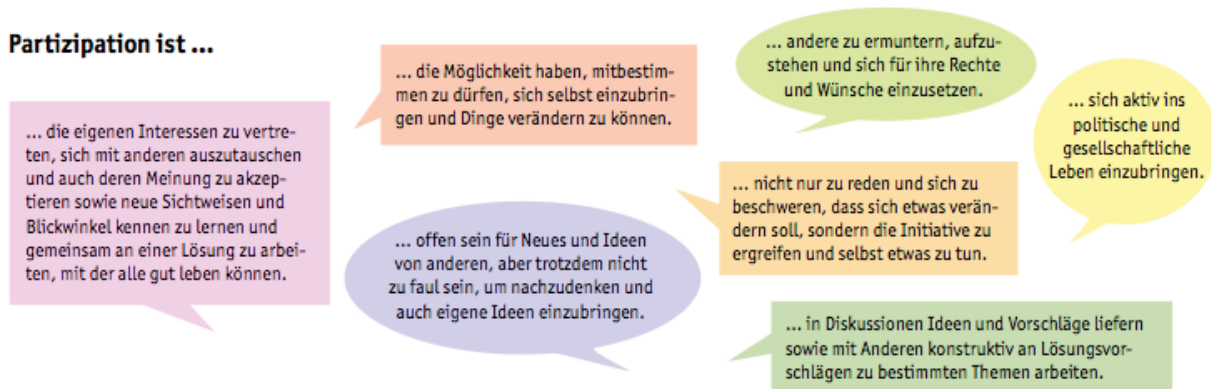 Partizipation ist ...
... die eigenen Interessen zu vertre-
ten, sich mit anderen auszutauschen
und auch deren Meinung zu akzep-
tieren sowie neue Sichtweisen und
Blickwinkel kennen zu lernen und
gemeinsam an einer Lösung zu arbei-
ten, mit der alle gut leben können.
... die Möglichkeit haben, mitbestim-
men zu dürfen, sich selbst einzubrin-
gen und Dinge verändern zu können.
... andere zu ermuntern, aufzu-
stehen und sich für ihre Rechte
und Wünsche einzusetzen.
... sich aktiv ins
politische und
gesellschaftliche
Leben einzubringen.
... offen sein für Neues und Ideen
von anderen, aber trotzdem nicht
zu faul sein, um nachzudenken und
auch eigene Ideen einzubringen.
... nicht nur zu reden und sich zu
beschweren, dass sich etwas verän-
dern soll, sondern die Initiative zu
ergreifen und selbst etwas zu tun.
... in Diskussionen Ideen und Vorschläge liefern
sowie mit Anderen konstruktiv an Lösungsvor-
schlägen zu bestimmten Themen arbeiten.